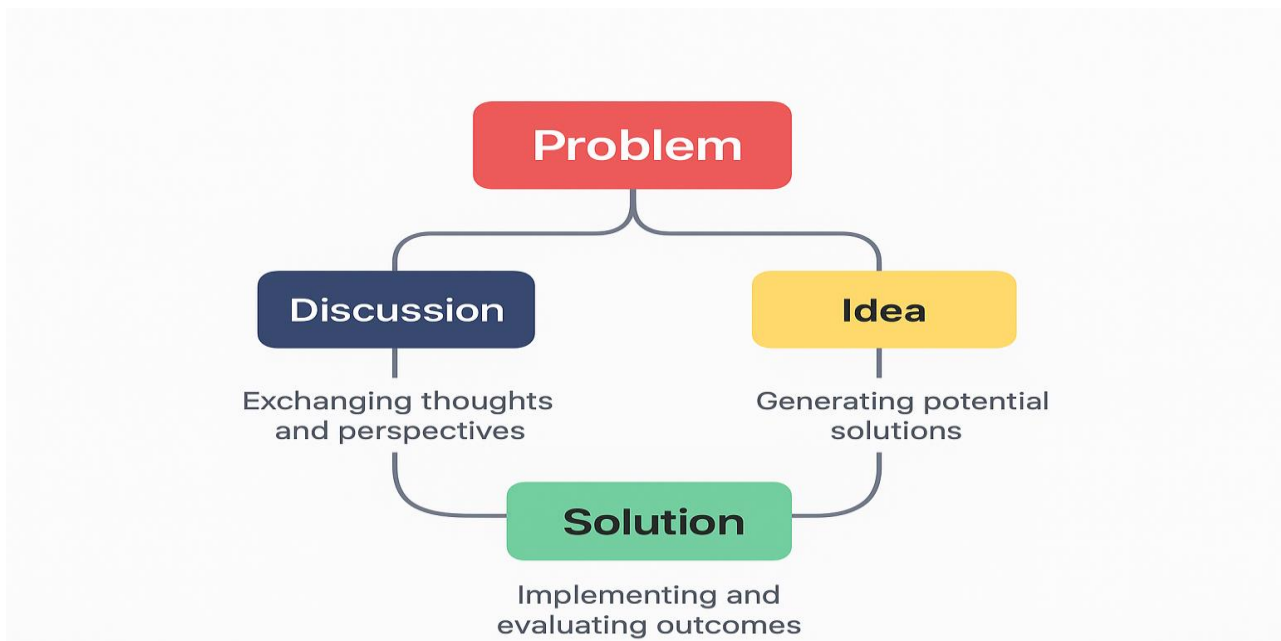 Problem
Discussion
Idea
Exchanging thoughts
and perspectives
Generating potential
solutions
Solution
Implementing and
evaluating outcomes